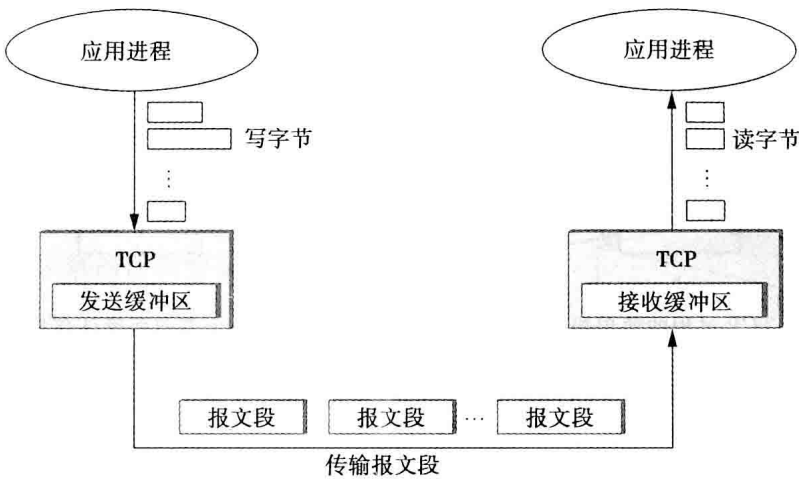 应用进程
应用进程
写字节
读字节
⋮
⋮
TCP
发送缓冲区
TCP
接收缓冲区
报文段
报文段
…
报文段
传输报文段